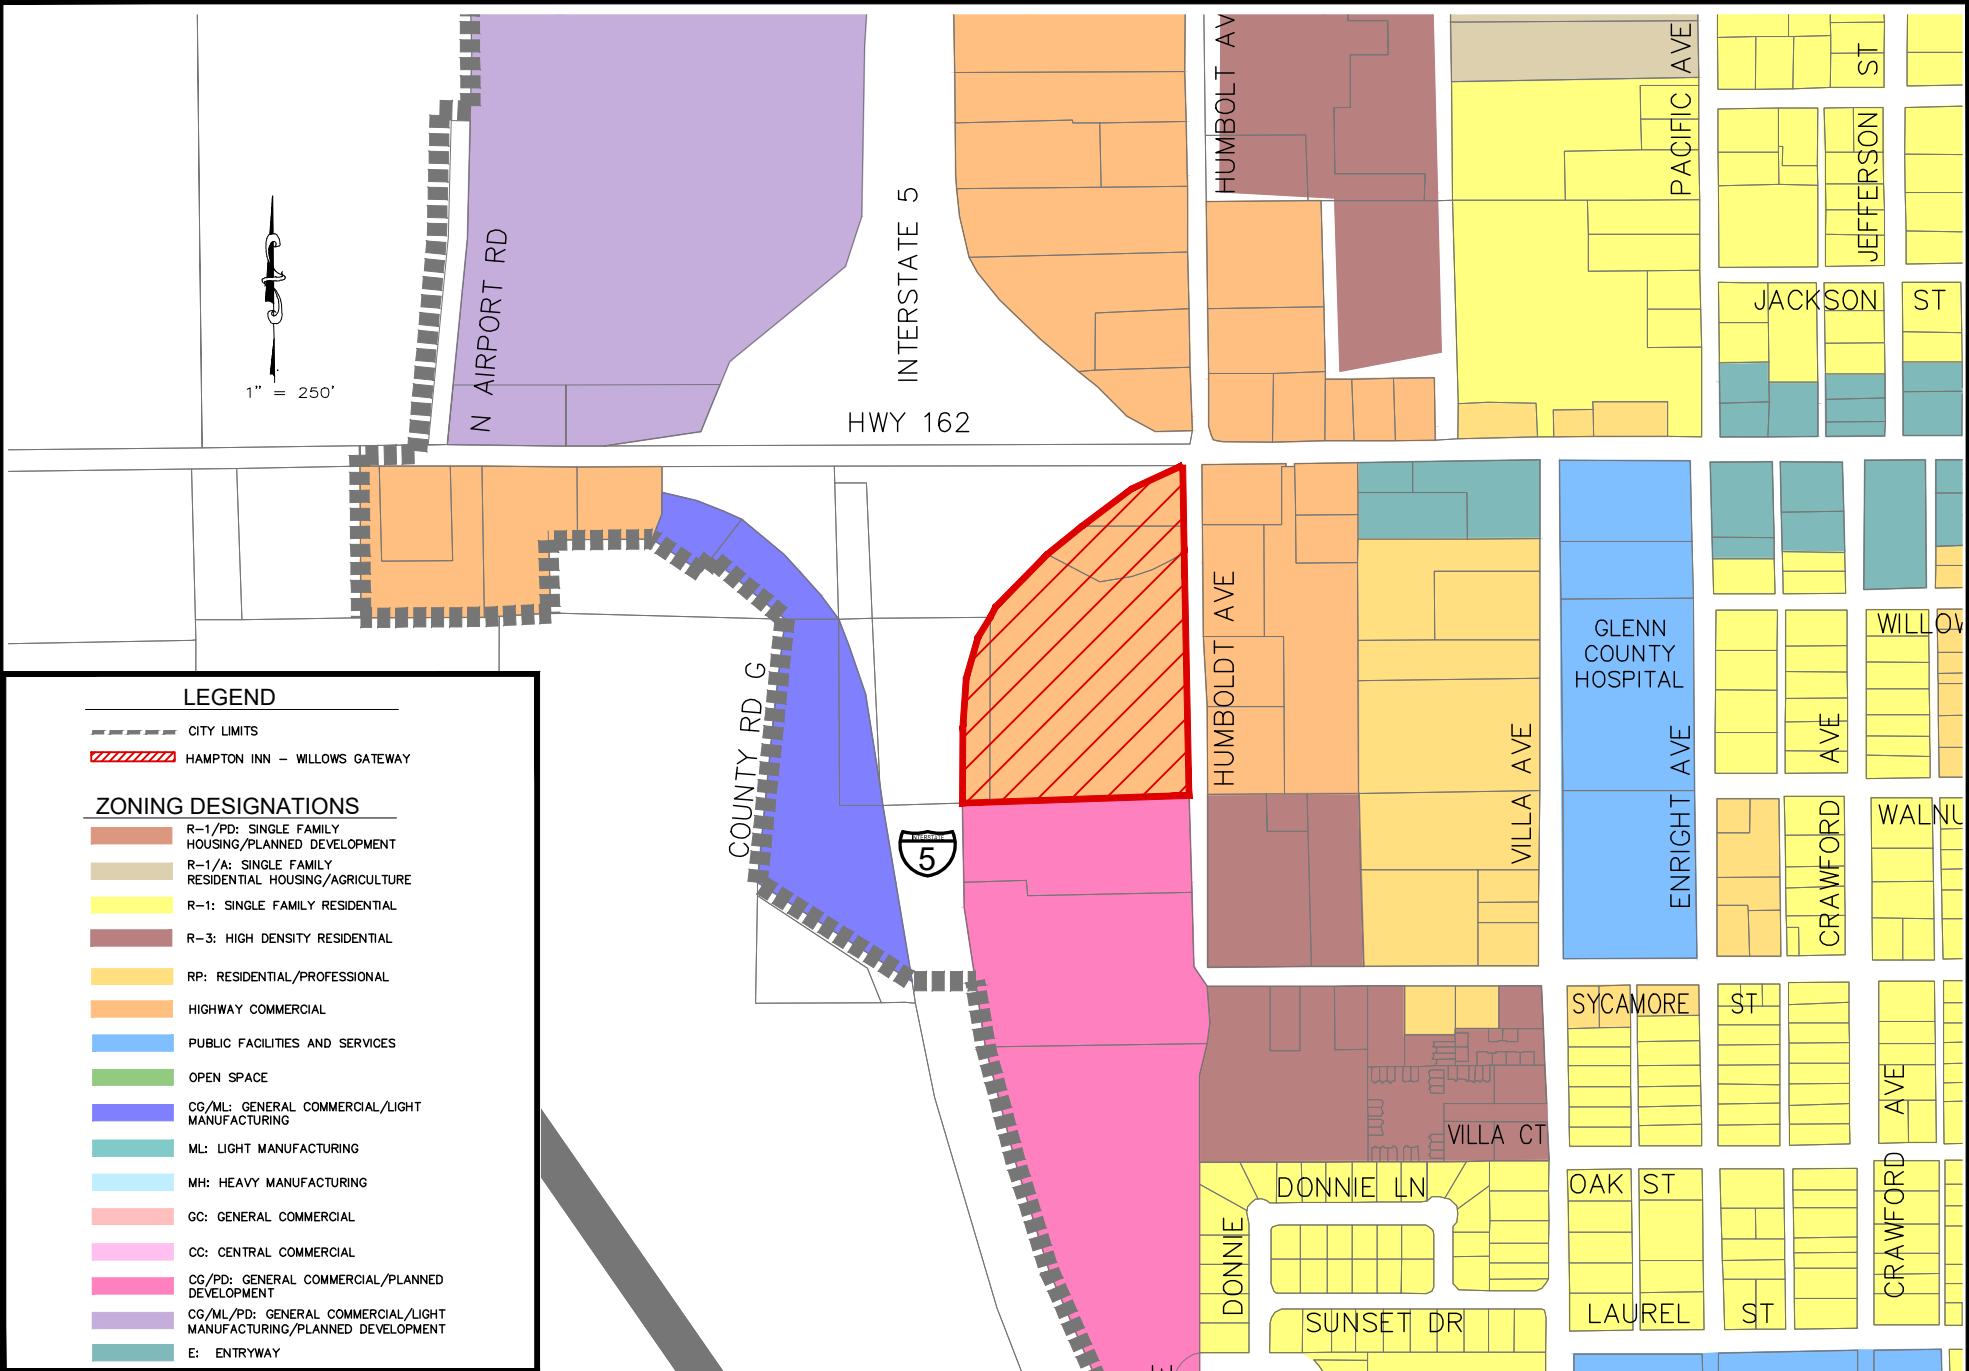 HUMBOLT AV
PACIFIC AVE
ST
JEFFERSON
N AIRPORT RD
INTERSTATE 5
JACKSON ST
1" = 250'
HWY 162
HUMBOLDT AVE
GLENN
COUNTY
HOSPITAL
WILLOW
COUNTY RD G
VILLA AVE
ENRIGHT AVE
AVE
CRAWFORD
WALNU
INTERSTATE
5
LEGEND
CITY LIMITS
HAMPTON INN - WILLOWS GATEWAY
ZONING DESIGNATIONS
R-1/PD: SINGLE FAMILY
HOUSING/PLANNED DEVELOPMENT
R-1/A: SINGLE FAMILY
RESIDENTIAL HOUSING/AGRICULTURE
R-1: SINGLE FAMILY RESIDENTIAL
R-3: HIGH DENSITY RESIDENTIAL
RP: RESIDENTIAL/PROFESSIONAL
HIGHWAY COMMERCIAL
PUBLIC FACILITIES AND SERVICES
OPEN SPACE
CG/ML: GENERAL COMMERCIAL/LIGHT
MANUFACTURING
ML: LIGHT MANUFACTURING
MH: HEAVY MANUFACTURING
GC: GENERAL COMMERCIAL
CC: CENTRAL COMMERCIAL
CG/PD: GENERAL COMMERCIAL/PLANNED
DEVELOPMENT
CG/ML/PD: GENERAL COMMERCIAL/LIGHT
MANUFACTURING/PLANNED DEVELOPMENT
E: ENTRYWAY
SYCAMORE ST
AVE
VILLA CT
DONNIE LN
OAK ST
CRAWFORD
DONNIE
SUNSET DR
LAUREL ST